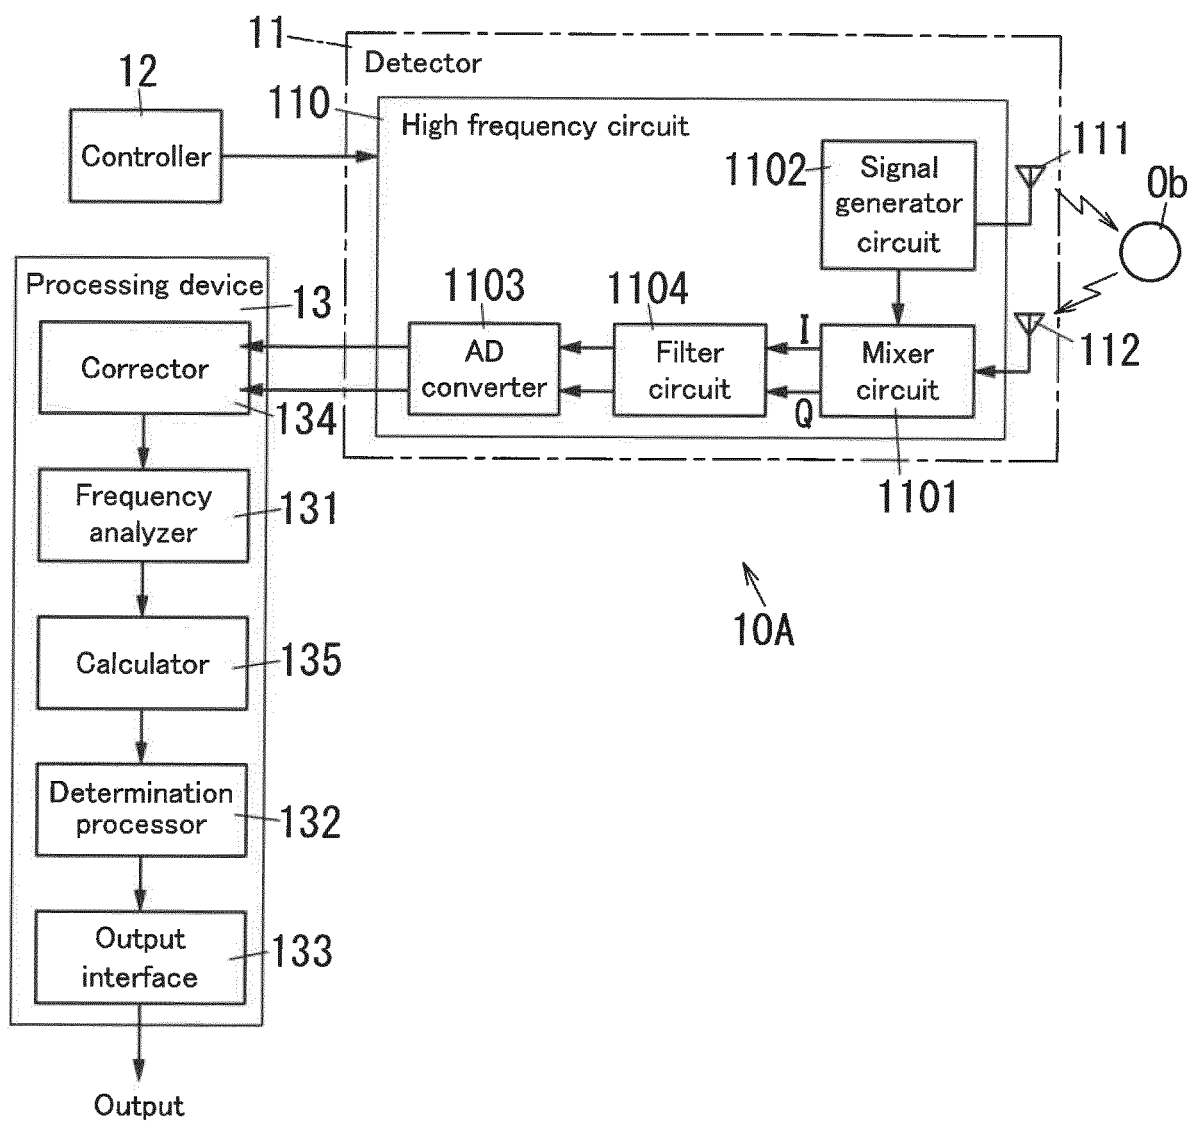 11
Detector
12
110
High frequency circuit
Controller
1102
Signal
generator
circuit
111
Ob
Processing device
13
1103
1104
I
Q
112
Corrector
134
AD
converter
Filter
circuit
Mixer
circuit
1101
Frequency
analyzer
131
10A
Calculator
135
Determination
processor
132
Output
interface
133
Output